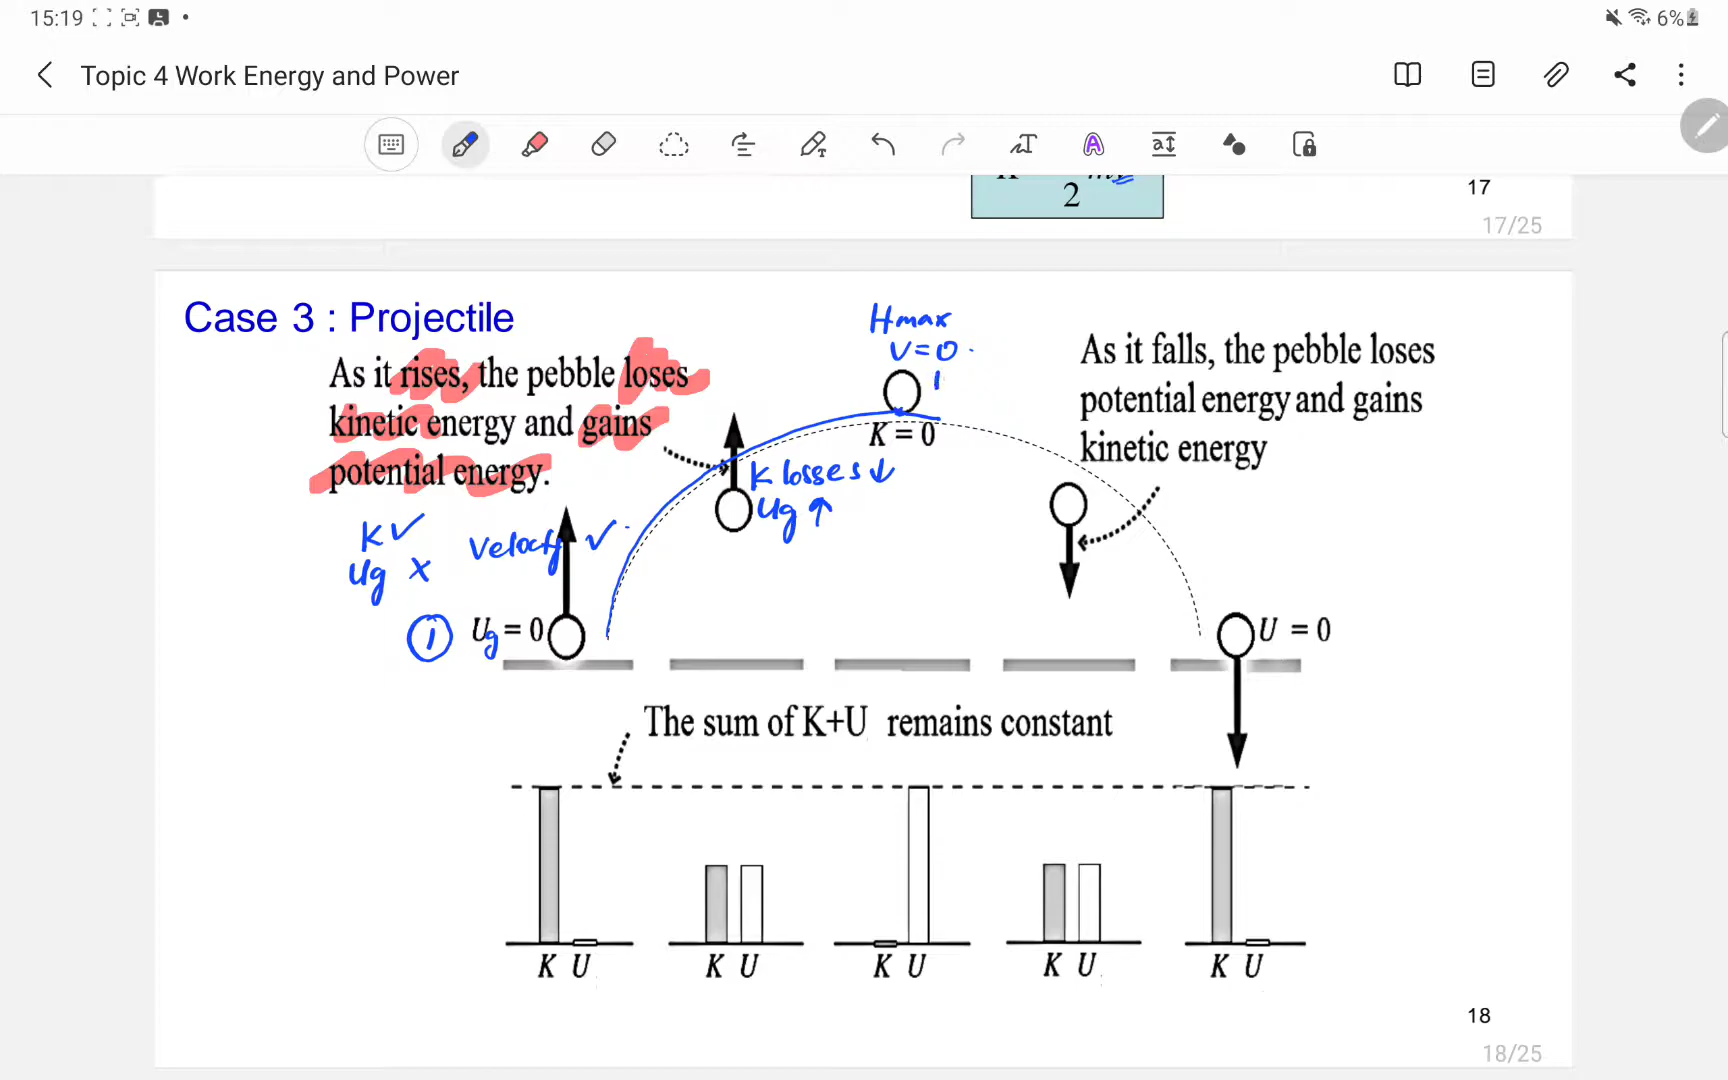 15:19
6%
Topic 4 Work Energy and Power
2
17
17/25
Case 3 : Projectile
Hmax
V=0
As it rises, the pebble loses
kinetic energy and gains
potential energy.
As it falls, the pebble loses
potential energy and gains
kinetic energy
K = 0
K losses ↓
Ug ↑
K ✓
Ug ×
Velocity ✓
1
Ug = 0
U = 0
The sum of K+U remains constant
K U
K U
K U
K U
K U
18
18/25